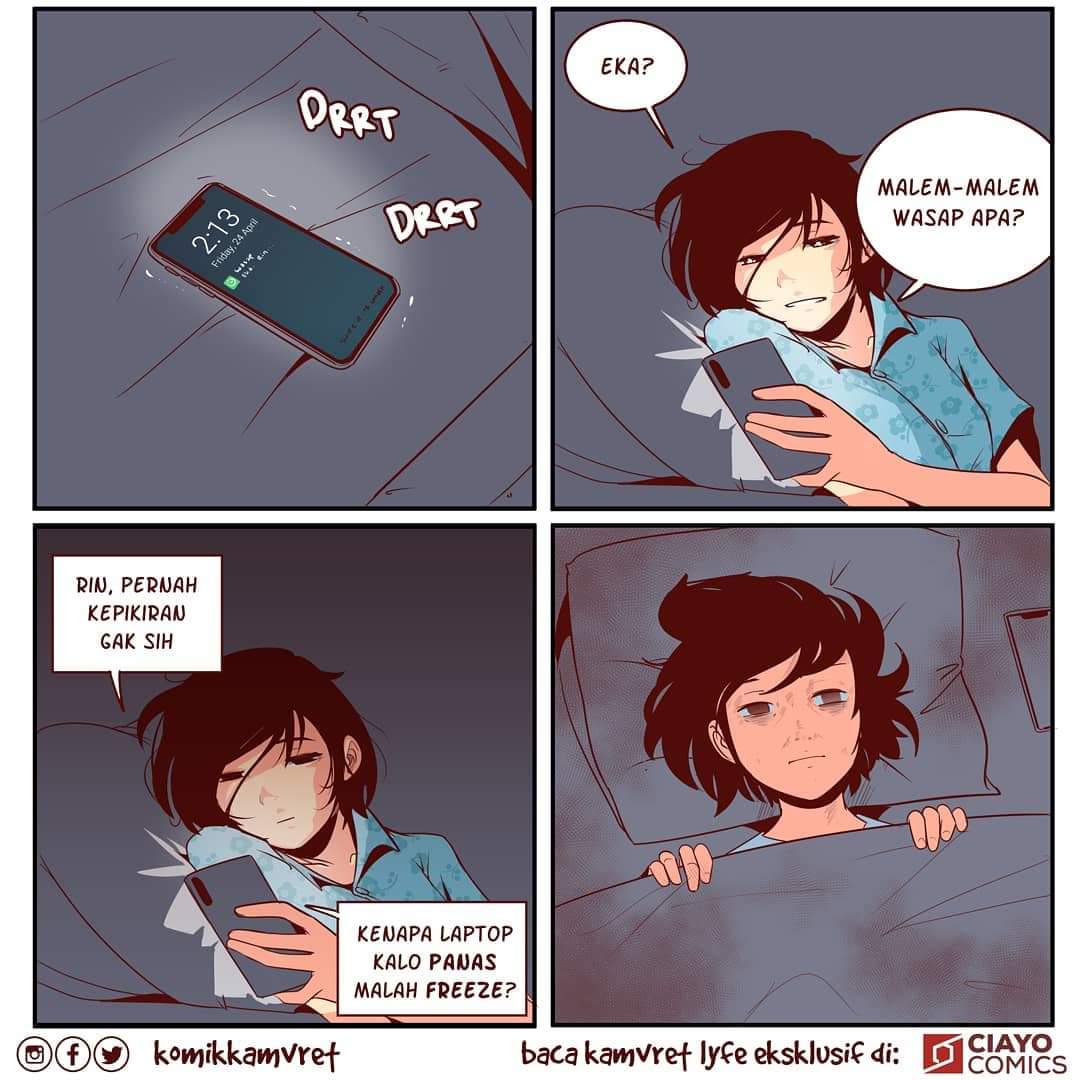 DRRT
DRRT
2:13
Friday, 24 April
EKA?
MALEM-MALEM
WASAP APA?
RIN, PERNAH
KEPIKIRAN
GAK SIH
KENAPA LAPTOP
KALO PANAS
MALAH FREEZE?
komikkamvret
baca kamvret lyfe eksklusif di:
CIAYO
COMICS